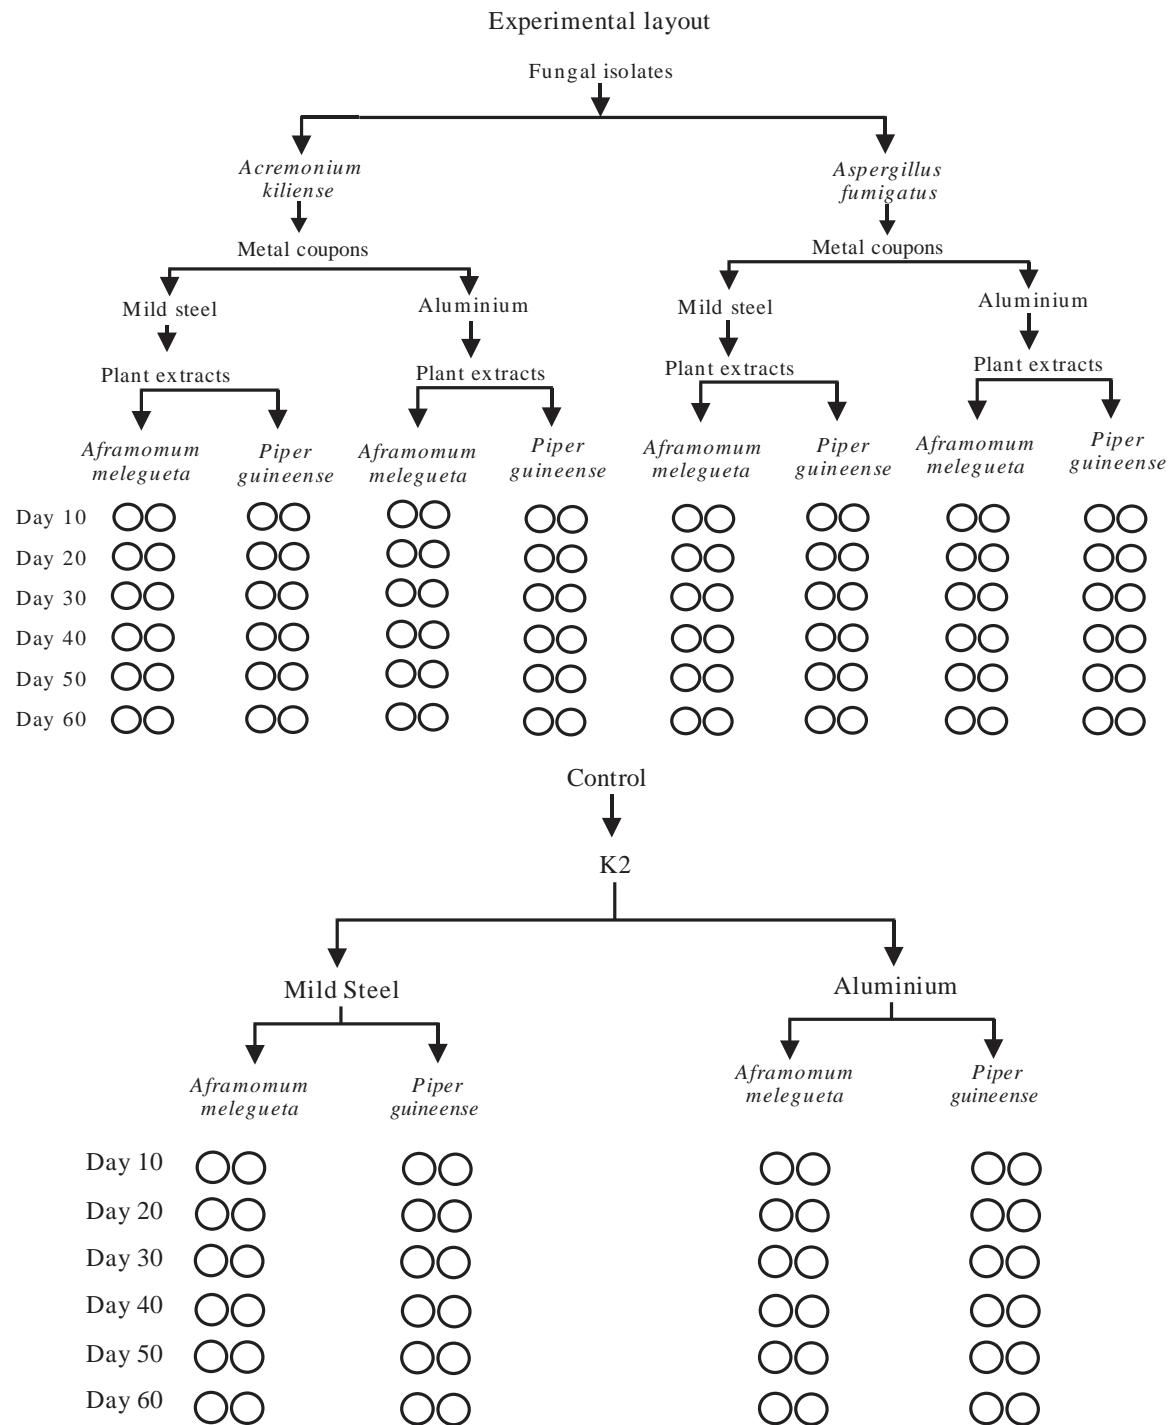 Experimental layout
Fungal isolates
Acremonium
kiliense
Aspergillus
fumigatus
Metal coupons
Metal coupons
Mild steel
Aluminium
Mild steel
Aluminium
Plant extracts
Plant extracts
Plant extracts
Plant extracts
Aframomum
melegueta
Piper
guineense
Aframomum
melegueta
Piper
guineense
Aframomum
melegueta
Piper
guineense
Aframomum
melegueta
Piper
guineense
Day 10
Day 20
Day 30
Day 40
Day 50
Day 60
Control
K2
Mild Steel
Aluminium
Aframomum
melegueta
Piper
guineense
Aframomum
melegueta
Piper
guineense
Day 10
Day 20
Day 30
Day 40
Day 50
Day 60